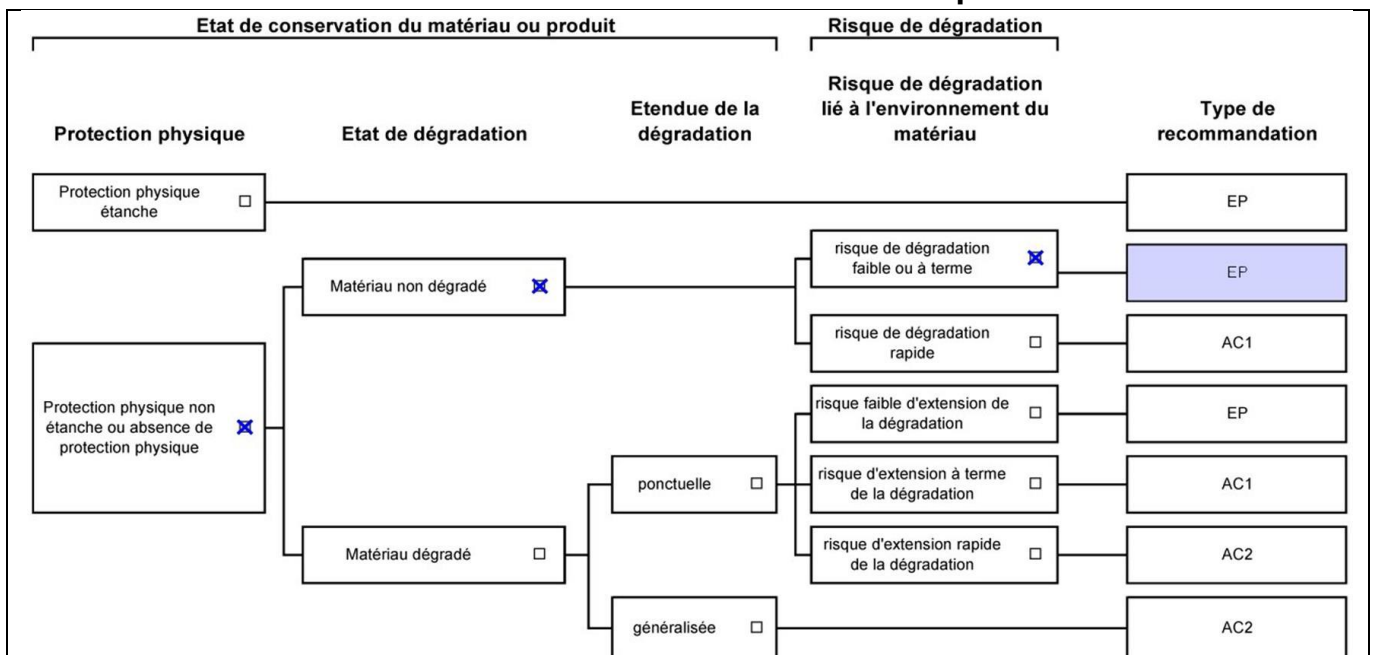 Etat de conservation du matériau ou produit
Risque de dégradation
Protection physique
Etat de dégradation
Etendue de la
dégradation
Risque de dégradation
lié à l'environnement du
matériau
Type de
recommandation
Protection physique
étanche
EP
risque de dégradation
faible ou à terme
EP
Matériau non dégradé
risque de dégradation
rapide
AC1
Protection physique non
étanche ou absence de
protection physique
risque faible d'extension de
la dégradation
EP
ponctuelle
risque d'extension à terme
de la dégradation
AC1
Matériau dégradé
risque d'extension rapide
de la dégradation
AC2
généralisée
AC2